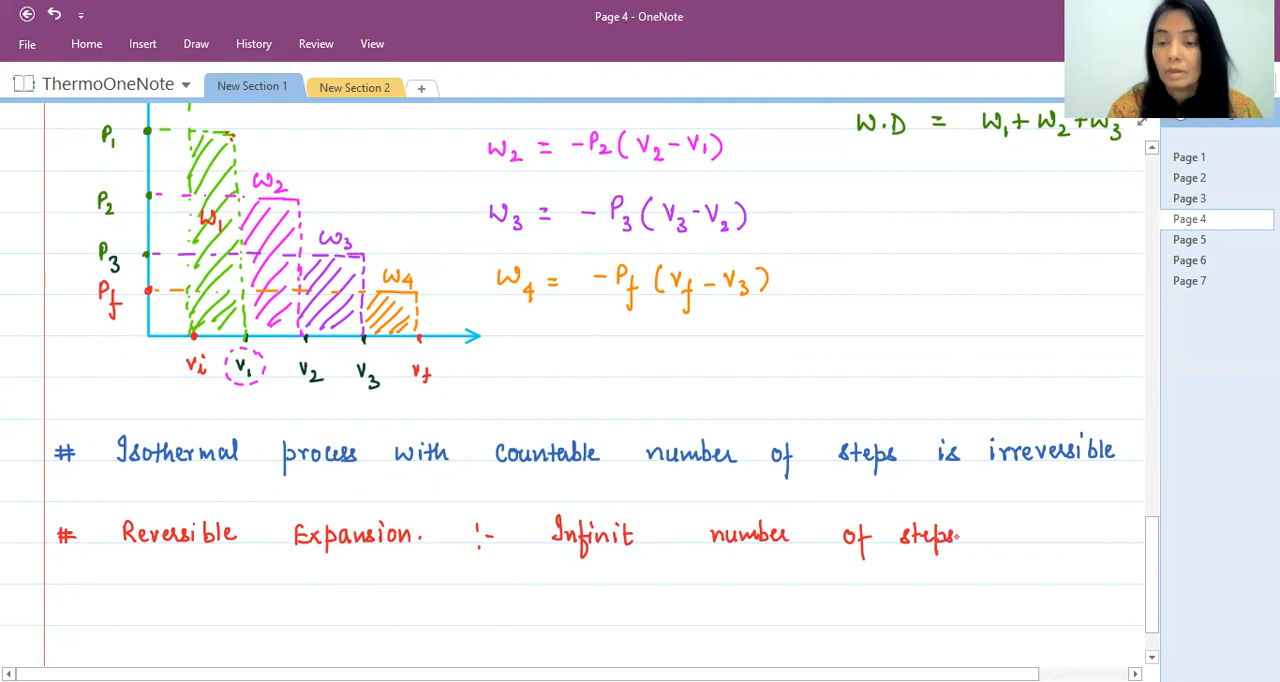 Page 4 - OneNote
File Home Insert Draw History Review View
ThermoOneNote New Section 1 New Section 2 +
P1
W.D = W1 + W2 + W3
W2 = -P2 ( V2 - V1 )
P2 W2
W1
W3 = - P3 ( V3 - V2 )
P3 W3
W4 = -Pf ( Vf - V3 )
Pf W4
Vi V1 V2 V3 Vf
# Isothermal process with countable number of steps is irreversible
# Reversible Expansion. :- Infinit number of steps
Page 1
Page 2
Page 3
Page 4
Page 5
Page 6
Page 7